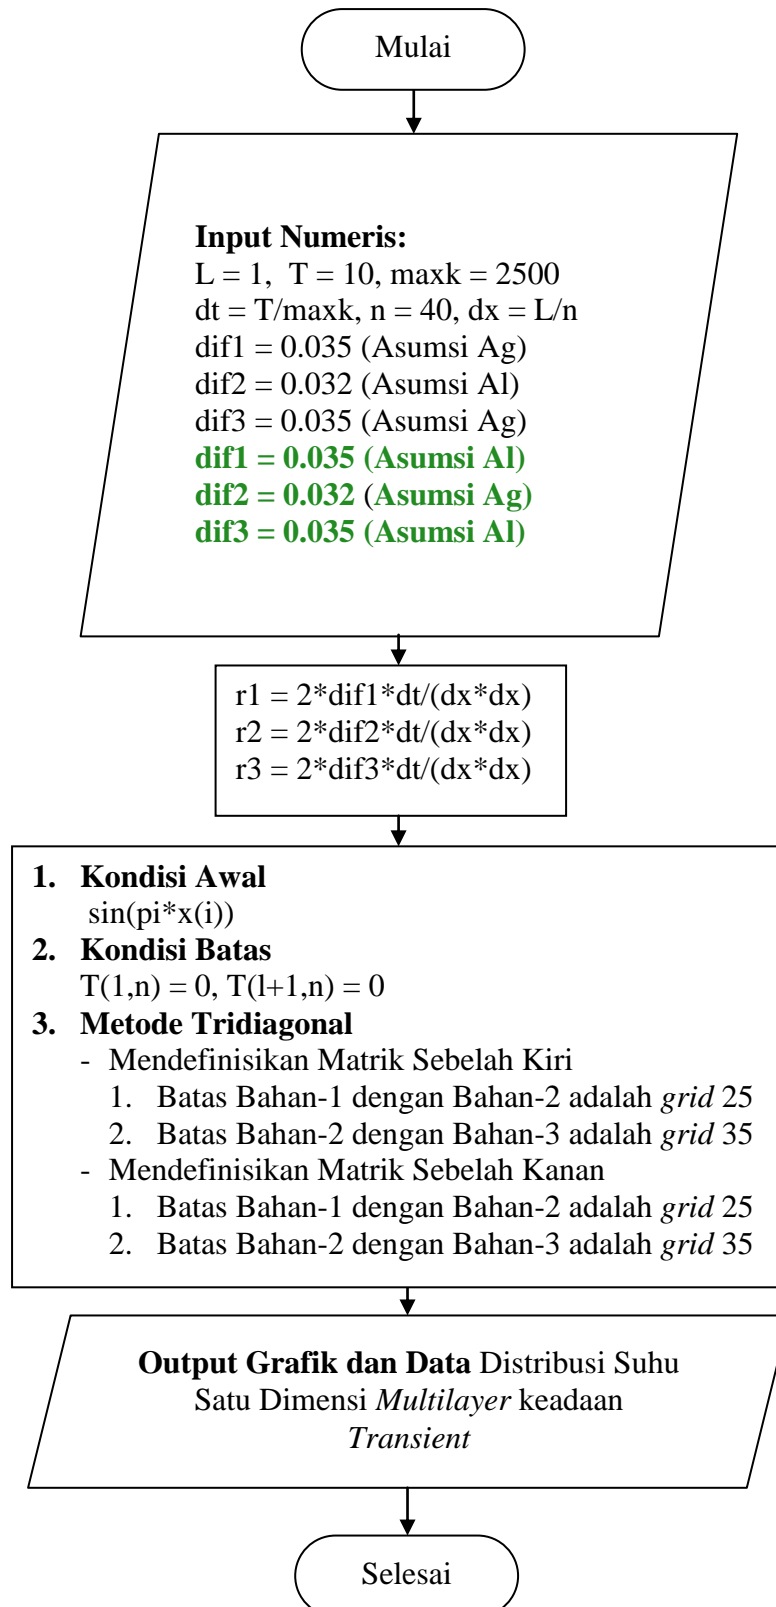 Mulai
Input Numeris:
L = 1, T = 10, maxk = 2500
dt = T/maxk, n = 40, dx = L/n
dif1 = 0.035 (Asumsi Ag)
dif2 = 0.032 (Asumsi Al)
dif3 = 0.035 (Asumsi Ag)
dif1 = 0.035 (Asumsi Al)
dif2 = 0.032 (Asumsi Ag)
dif3 = 0.035 (Asumsi Al)
r1 = 2*dif1*dt/(dx*dx)
r2 = 2*dif2*dt/(dx*dx)
r3 = 2*dif3*dt/(dx*dx)
1. Kondisi Awal
sin(pi*x(i))
2. Kondisi Batas
T(1,n) = 0, T(l+1,n) = 0
3. Metode Tridiagonal
- Mendefinisikan Matrik Sebelah Kiri
1. Batas Bahan-1 dengan Bahan-2 adalah grid 25
2. Batas Bahan-2 dengan Bahan-3 adalah grid 35
- Mendefinisikan Matrik Sebelah Kanan
1. Batas Bahan-1 dengan Bahan-2 adalah grid 25
2. Batas Bahan-2 dengan Bahan-3 adalah grid 35
Output Grafik dan Data Distribusi Suhu
Satu Dimensi Multilayer keadaan
Transient
Selesai